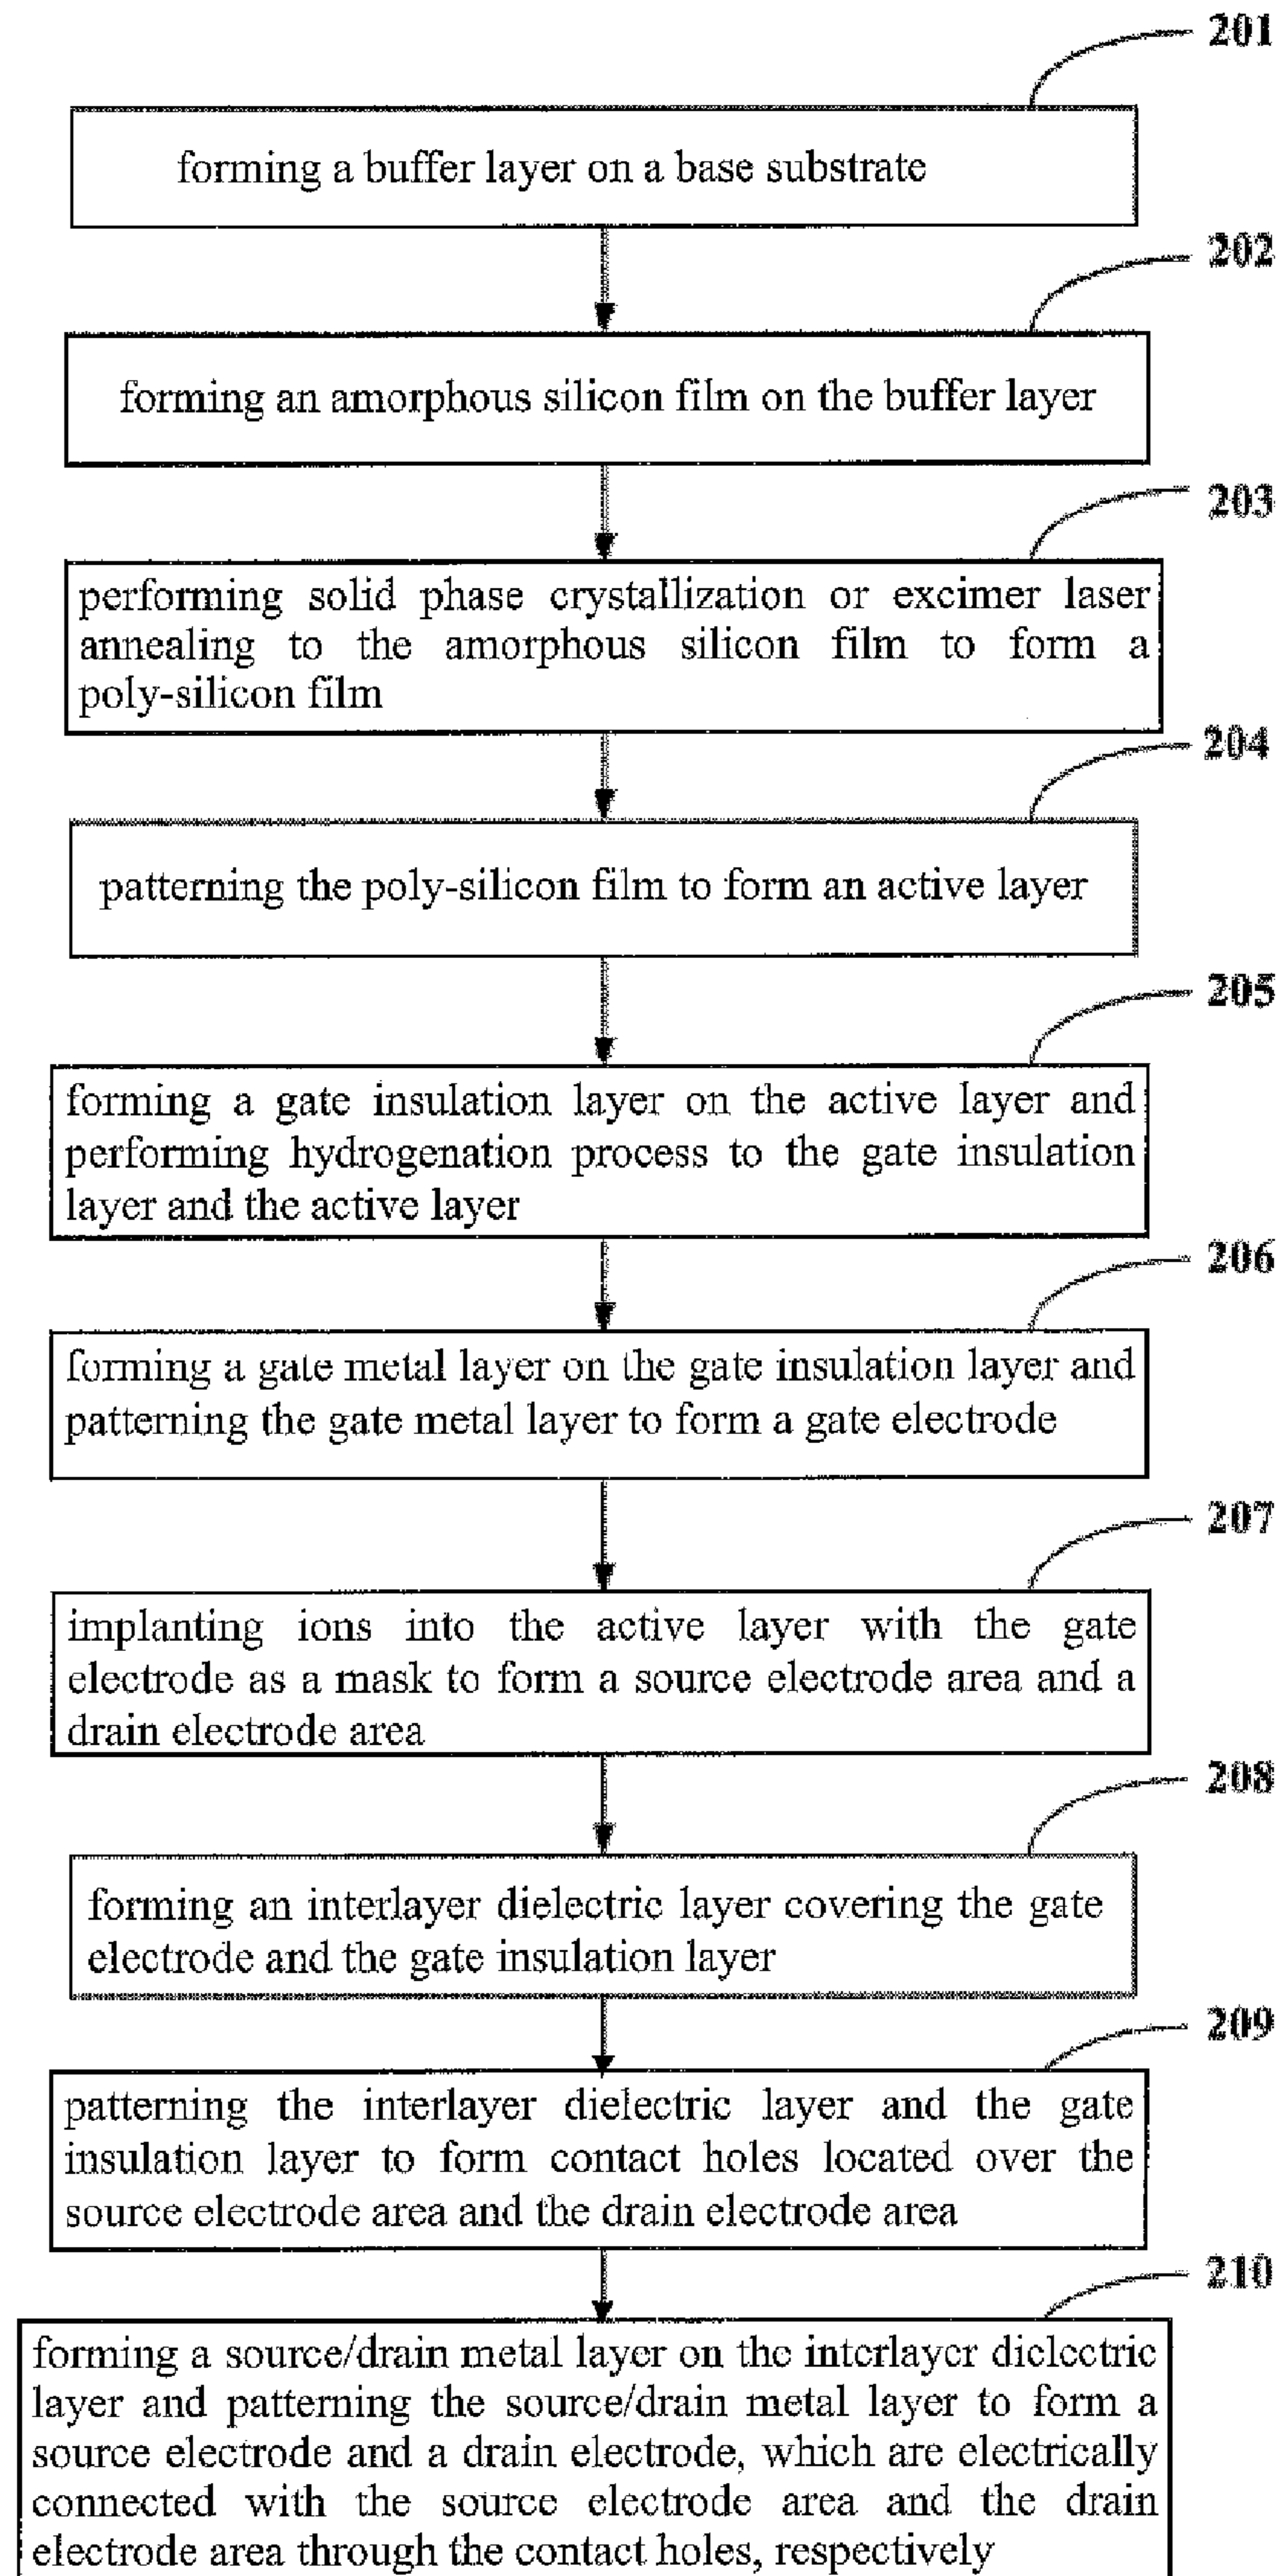 201
forming a buffer layer on a base substrate
202
forming an amorphous silicon film on the buffer layer
203
performing solid phase crystallization or excimer laser
annealing to the amorphous silicon film to form a
poly-silicon film
204
patterning the poly-silicon film to form an active layer
205
forming a gate insulation layer on the active layer and
performing hydrogenation process to the gate insulation
layer and the active layer
206
forming a gate metal layer on the gate insulation layer and
patterning the gate metal layer to form a gate electrode
207
implanting ions into the active layer with the gate
electrode as a mask to form a source electrode area and a
drain electrode area
208
forming an interlayer dielectric layer covering the gate
electrode and the gate insulation layer
209
patterning the interlayer dielectric layer and the gate
insulation layer to form contact holes located over the
source electrode area and the drain electrode area
210
forming a source/drain metal layer on the interlayer dielectric
layer and patterning the source/drain metal layer to form a
source electrode and a drain electrode, which are electrically
connected with the source electrode area and the drain
electrode area through the contact holes, respectively